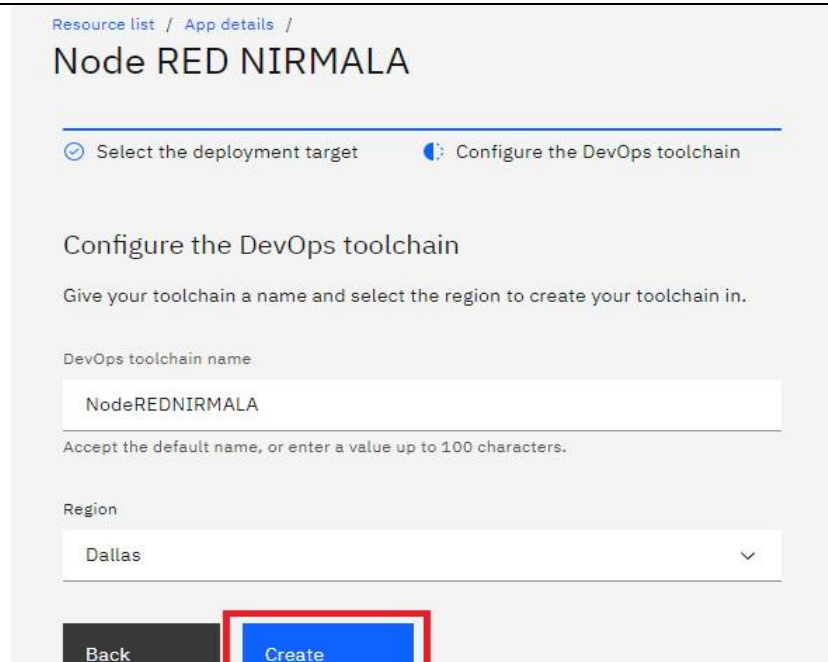 Resource list / App details /
Node RED NIRMALA
Select the deployment target Configure the DevOps toolchain
Configure the DevOps toolchain
Give your toolchain a name and select the region to create your toolchain in.
DevOps toolchain name
NodeREDNIRMALA
Accept the default name, or enter a value up to 100 characters.
Region
Dallas
Back Create